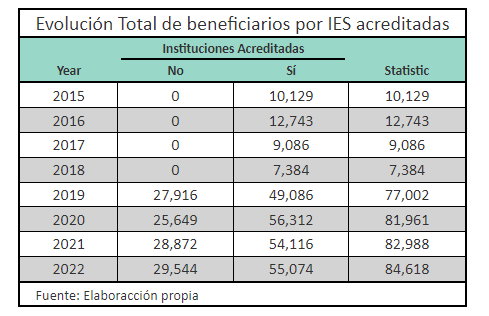 Evolución Total de beneficiarios por IES acreditadas
Instituciones Acreditadas
Year No Sí Statistic
2015 0 10,129 10,129
2016 0 12,743 12,743
2017 0 9,086 9,086
2018 0 7,384 7,384
2019 27,916 49,086 77,002
2020 25,649 56,312 81,961
2021 28,872 54,116 82,988
2022 29,544 55,074 84,618
Fuente: Elaboracción propia